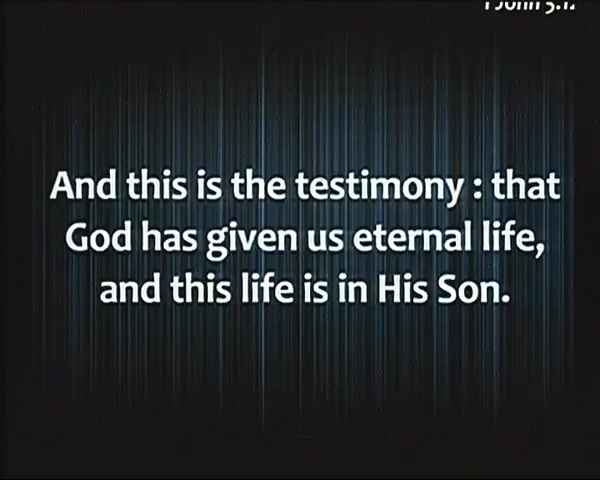 1 John 5:1
And this is the testimony : that
God has given us eternal life,
and this life is in His Son.